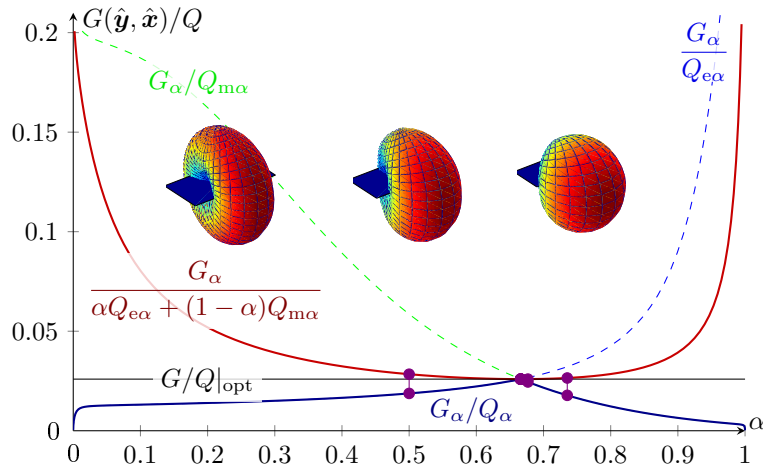 G(ŷ, x̂)/Q
0.2
0.15
0.1
0.05
0
G_α/Q_mα
G_α
Q_eα
G_α
αQ_eα + (1 − α)Q_mα
G/Q|_opt
G_α/Q_α
α
0 0.1 0.2 0.3 0.4 0.5 0.6 0.7 0.8 0.9 1